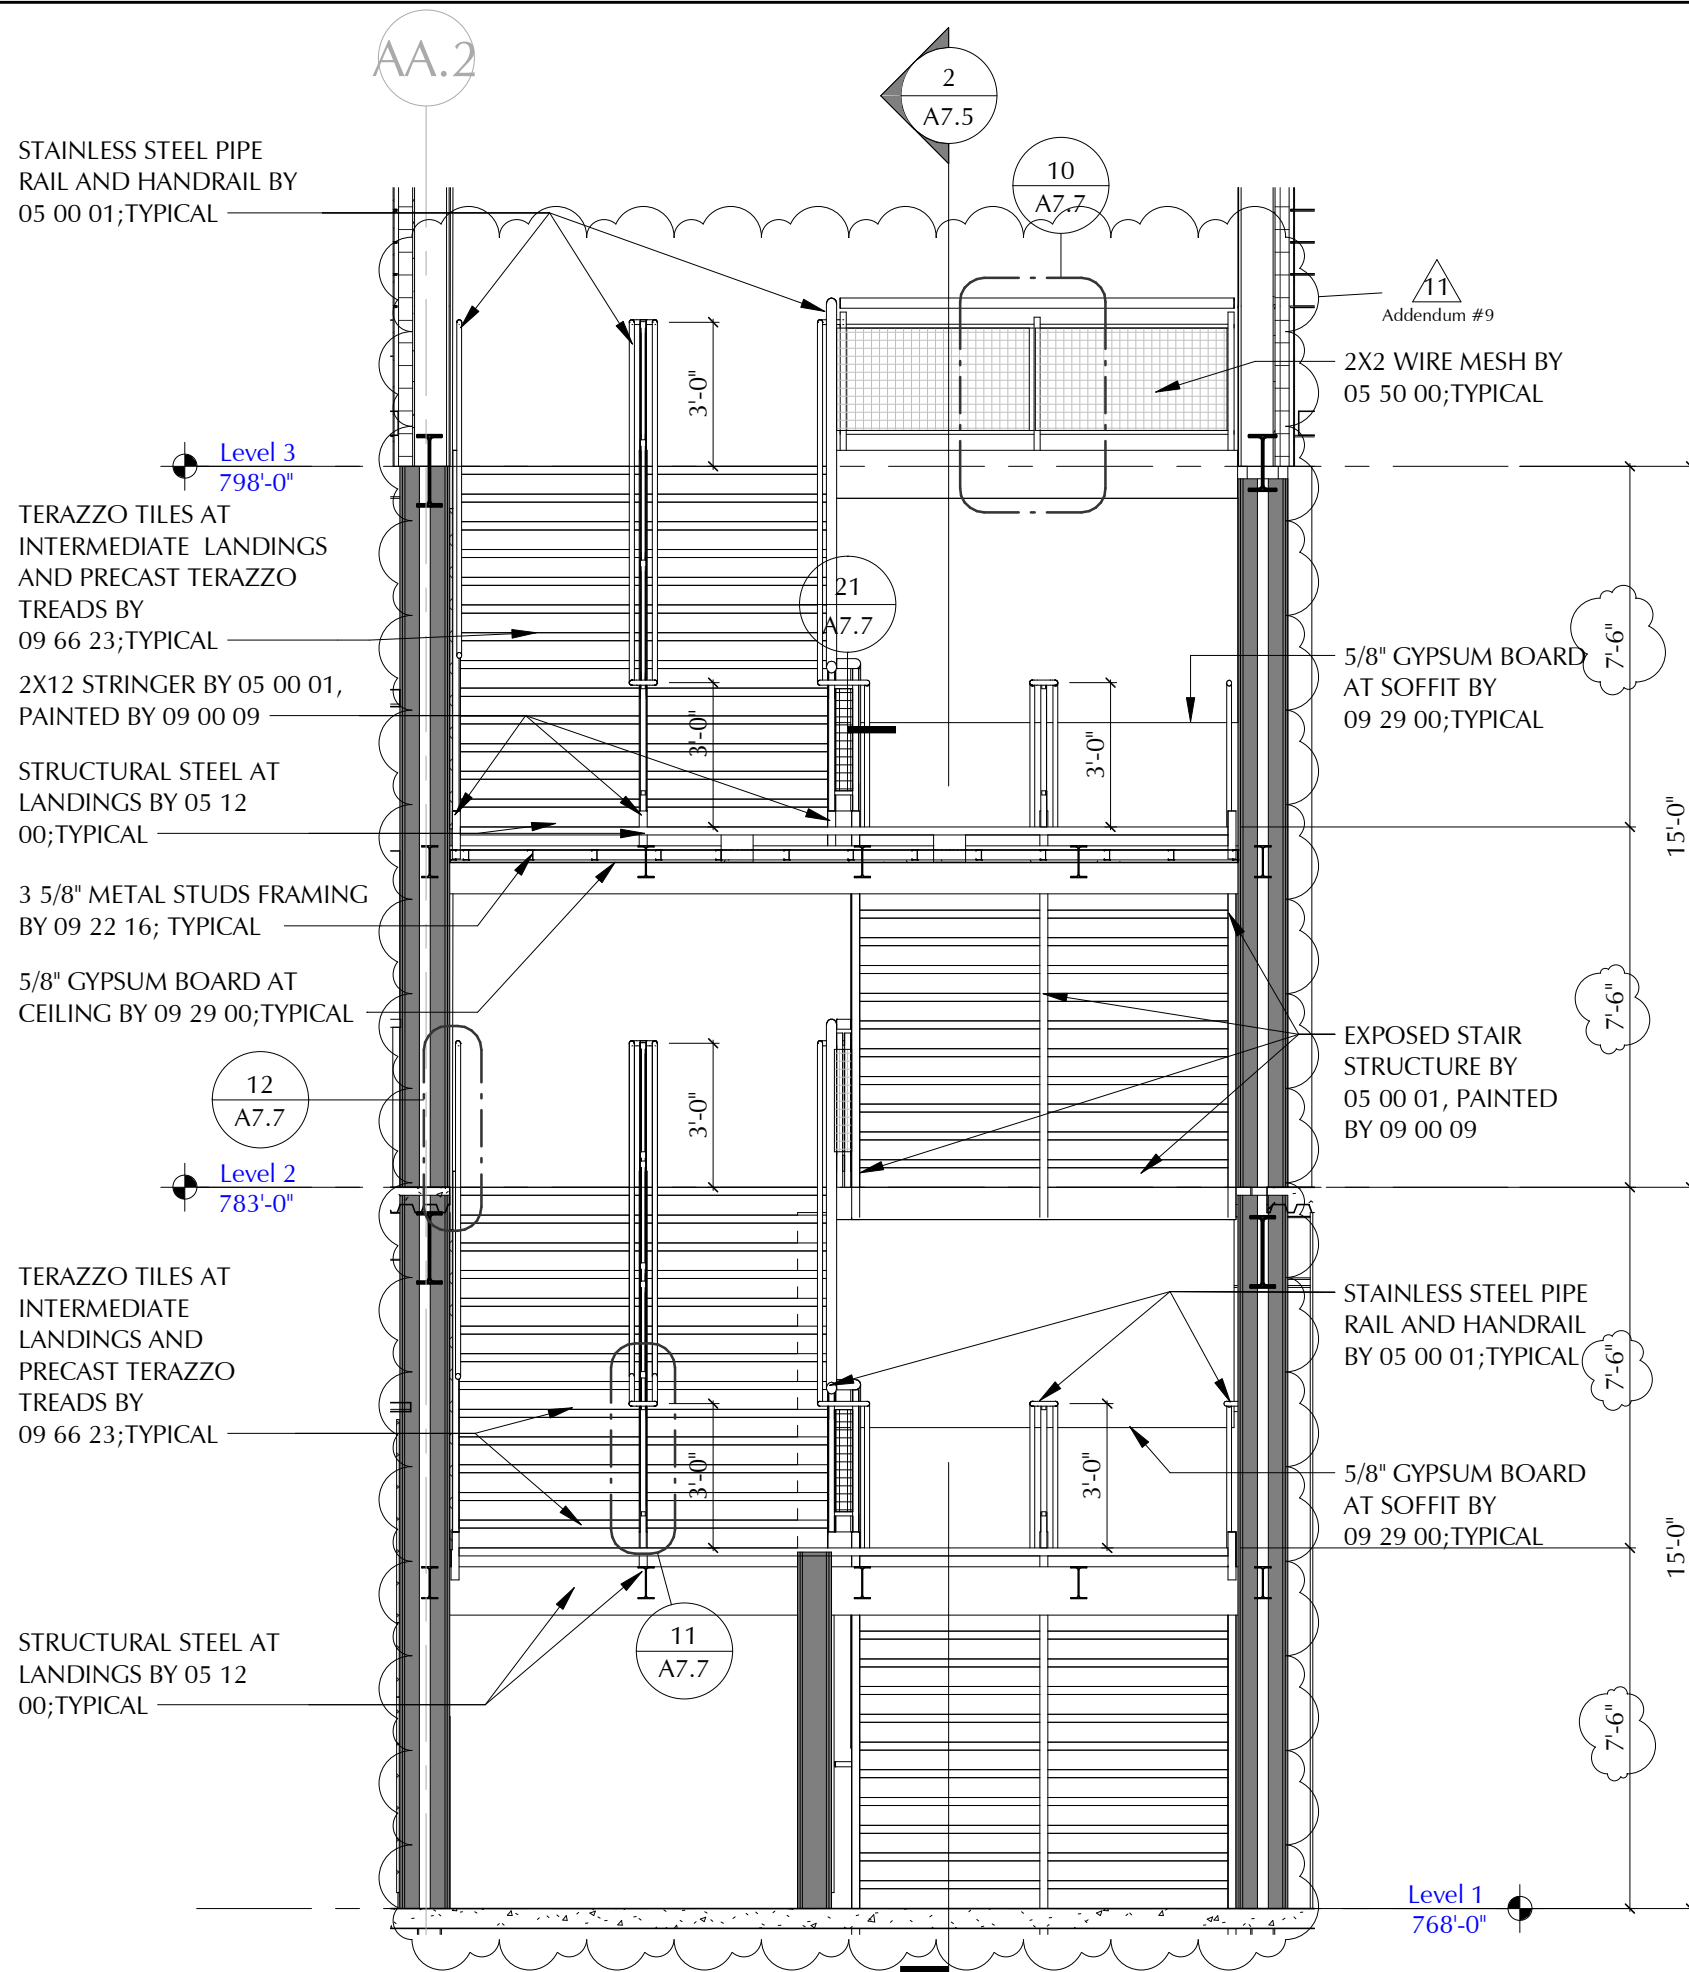 AA.2
2
A7.5
10
A7.7
STAINLESS STEEL PIPE
RAIL AND HANDRAIL BY
05 00 01;TYPICAL
11
Addendum #9
2X2 WIRE MESH BY
05 50 00;TYPICAL
3'-0"
Level 3
798'-0"
TERAZZO TILES AT
INTERMEDIATE LANDINGS
AND PRECAST TERAZZO
TREADS BY
09 66 23;TYPICAL
21
A7.7
7'-6"
5/8" GYPSUM BOARD
AT SOFFIT BY
09 29 00;TYPICAL
2X12 STRINGER BY 05 00 01,
PAINTED BY 09 00 09
3'-0"
3'-0"
STRUCTURAL STEEL AT
LANDINGS BY 05 12
00;TYPICAL
15'-0"
3 5/8" METAL STUDS FRAMING
BY 09 22 16; TYPICAL
5/8" GYPSUM BOARD AT
CEILING BY 09 29 00;TYPICAL
7'-6"
EXPOSED STAIR
STRUCTURE BY
05 00 01, PAINTED
BY 09 00 09
12
A7.7
3'-0"
Level 2
783'-0"
TERAZZO TILES AT
INTERMEDIATE
LANDINGS AND
PRECAST TERAZZO
TREADS BY
09 66 23;TYPICAL
STAINLESS STEEL PIPE
RAIL AND HANDRAIL
BY 05 00 01;TYPICAL
7'-6"
3'-0"
3'-0"
5/8" GYPSUM BOARD
AT SOFFIT BY
09 29 00;TYPICAL
15'-0"
11
A7.7
STRUCTURAL STEEL AT
LANDINGS BY 05 12
00;TYPICAL
7'-6"
Level 1
768'-0"